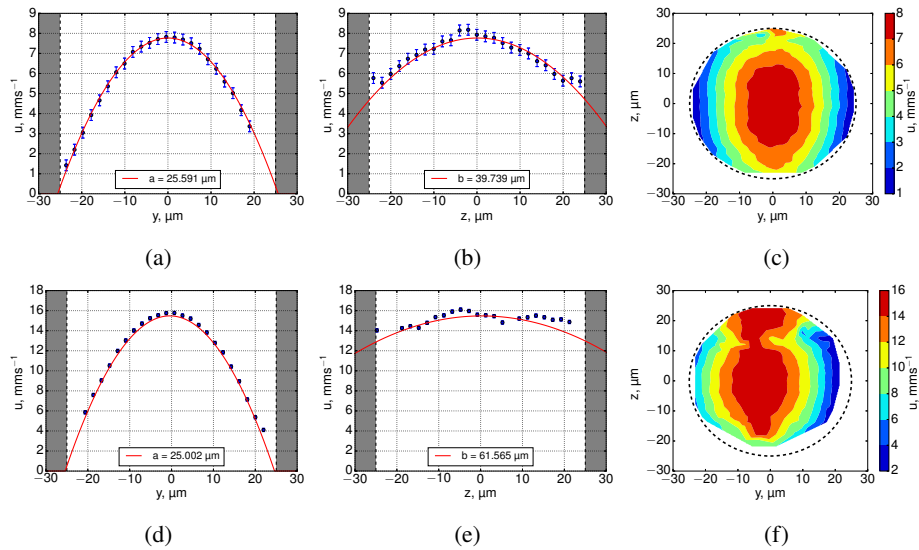 9
8
7
6
5
4
3
2
1
0
u, mms⁻¹
a = 25.591 μm
−30 −20 −10 0 10 20 30
y, μm
(a)
9
8
7
6
5
4
3
2
1
0
u, mms⁻¹
b = 39.739 μm
−30 −20 −10 0 10 20 30
z, μm
(b)
30
20
10
0
−10
−20
−30
z, μm
−30 −20 −10 0 10 20 30
y, μm
8
7
6
5
4
3
2
1
u, mms⁻¹
(c)
18
16
14
12
10
8
6
4
2
0
u, mms⁻¹
a = 25.002 μm
−30 −20 −10 0 10 20 30
y, μm
(d)
18
16
14
12
10
8
6
4
2
0
u, mms⁻¹
b = 61.565 μm
−30 −20 −10 0 10 20 30
z, μm
(e)
30
20
10
0
−10
−20
−30
z, μm
−30 −20 −10 0 10 20 30
y, μm
16
14
12
10
8
6
4
2
u, mms⁻¹
(f)